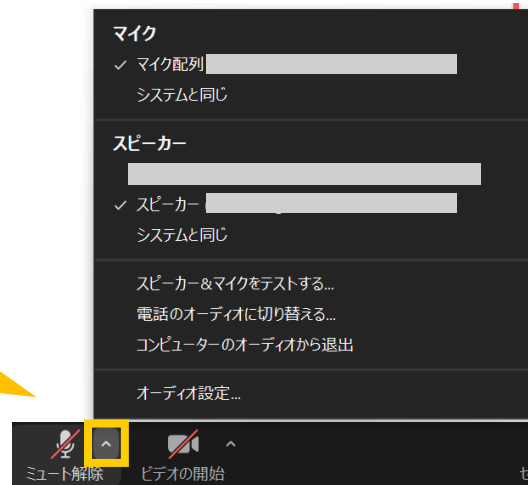 マイク
マイク配列
システムと同じ
スピーカー
スピーカー
システムと同じ
スピーカー&マイクをテストする...
電話のオーディオに切り替える...
コンピューターのオーディオから退出
オーディオ設定...
ミュート解除
ビデオの開始